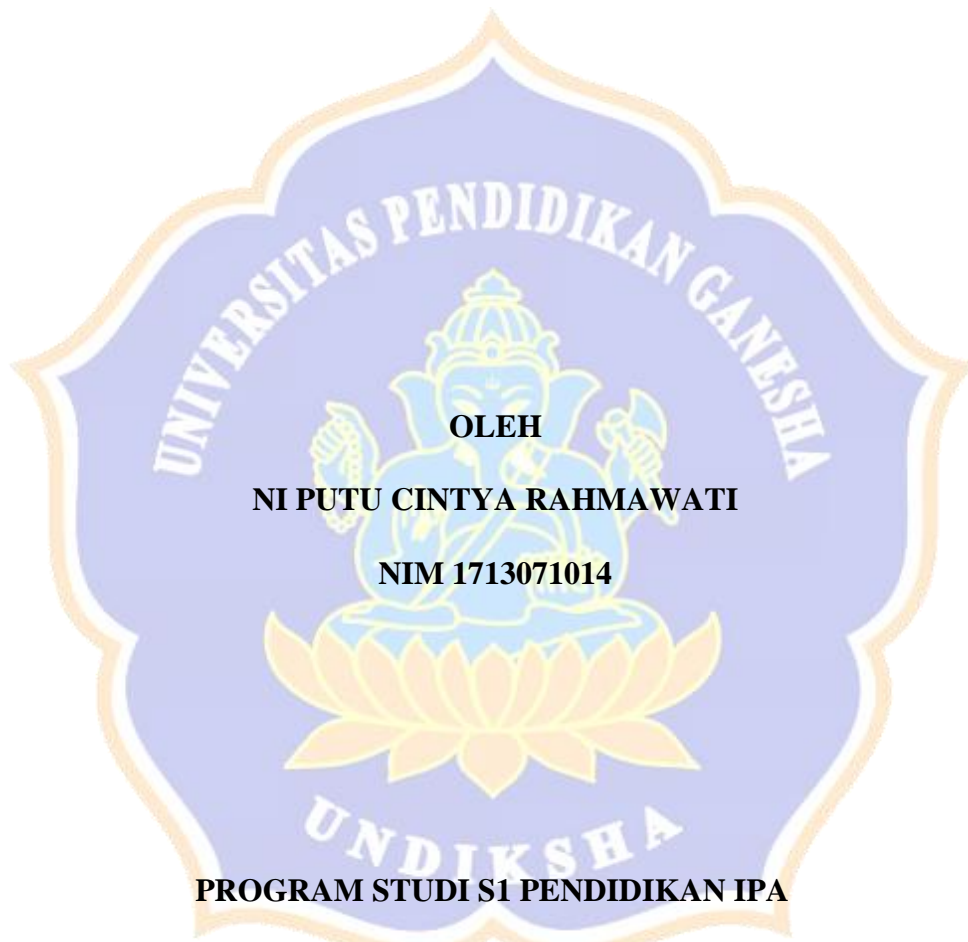 UNIVERSITAS PENDIDIKAN GANESHA
OLEH
NI PUTU CINTYA RAHMAWATI
NIM 1713071014
UNDIKSHA
PROGRAM STUDI S1 PENDIDIKAN IPA